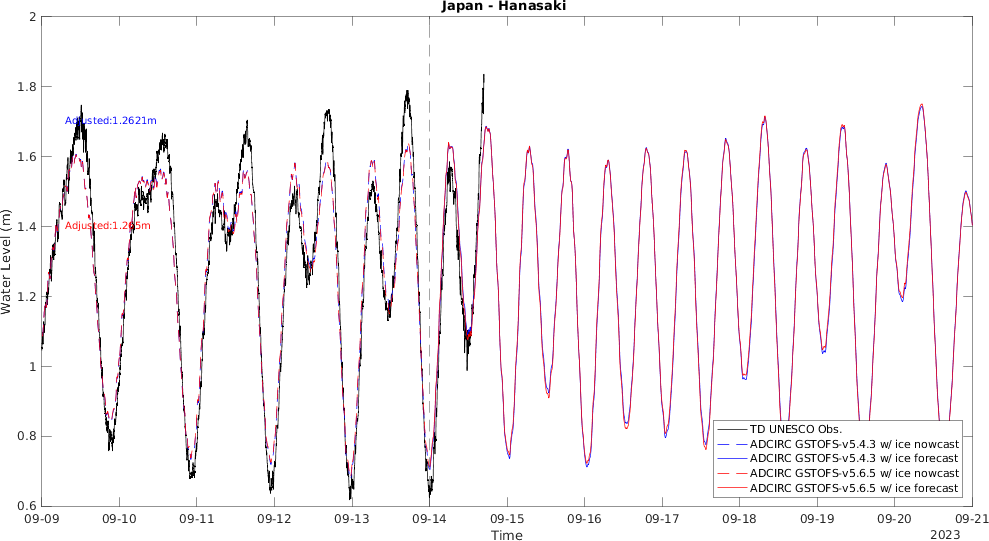 Japan - Hanasaki
2
1.8
1.6
1.4
1.2
1
0.8
0.6
Water Level (m)
Adjusted:1.2621m
Adjusted:1.265m
TD UNESCO Obs.
ADCIRC GSTOFS-v5.4.3 w/ ice nowcast
ADCIRC GSTOFS-v5.4.3 w/ ice forecast
ADCIRC GSTOFS-v5.6.5 w/ ice nowcast
ADCIRC GSTOFS-v5.6.5 w/ ice forecast
09-09 09-10 09-11 09-12 09-13 09-14 09-15 09-16 09-17 09-18 09-19 09-20 09-21
Time
2023